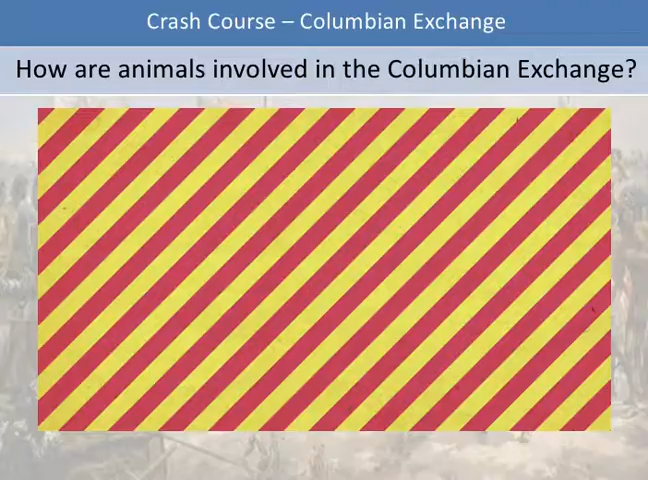 Crash Course – Columbian Exchange
How are animals involved in the Columbian Exchange?